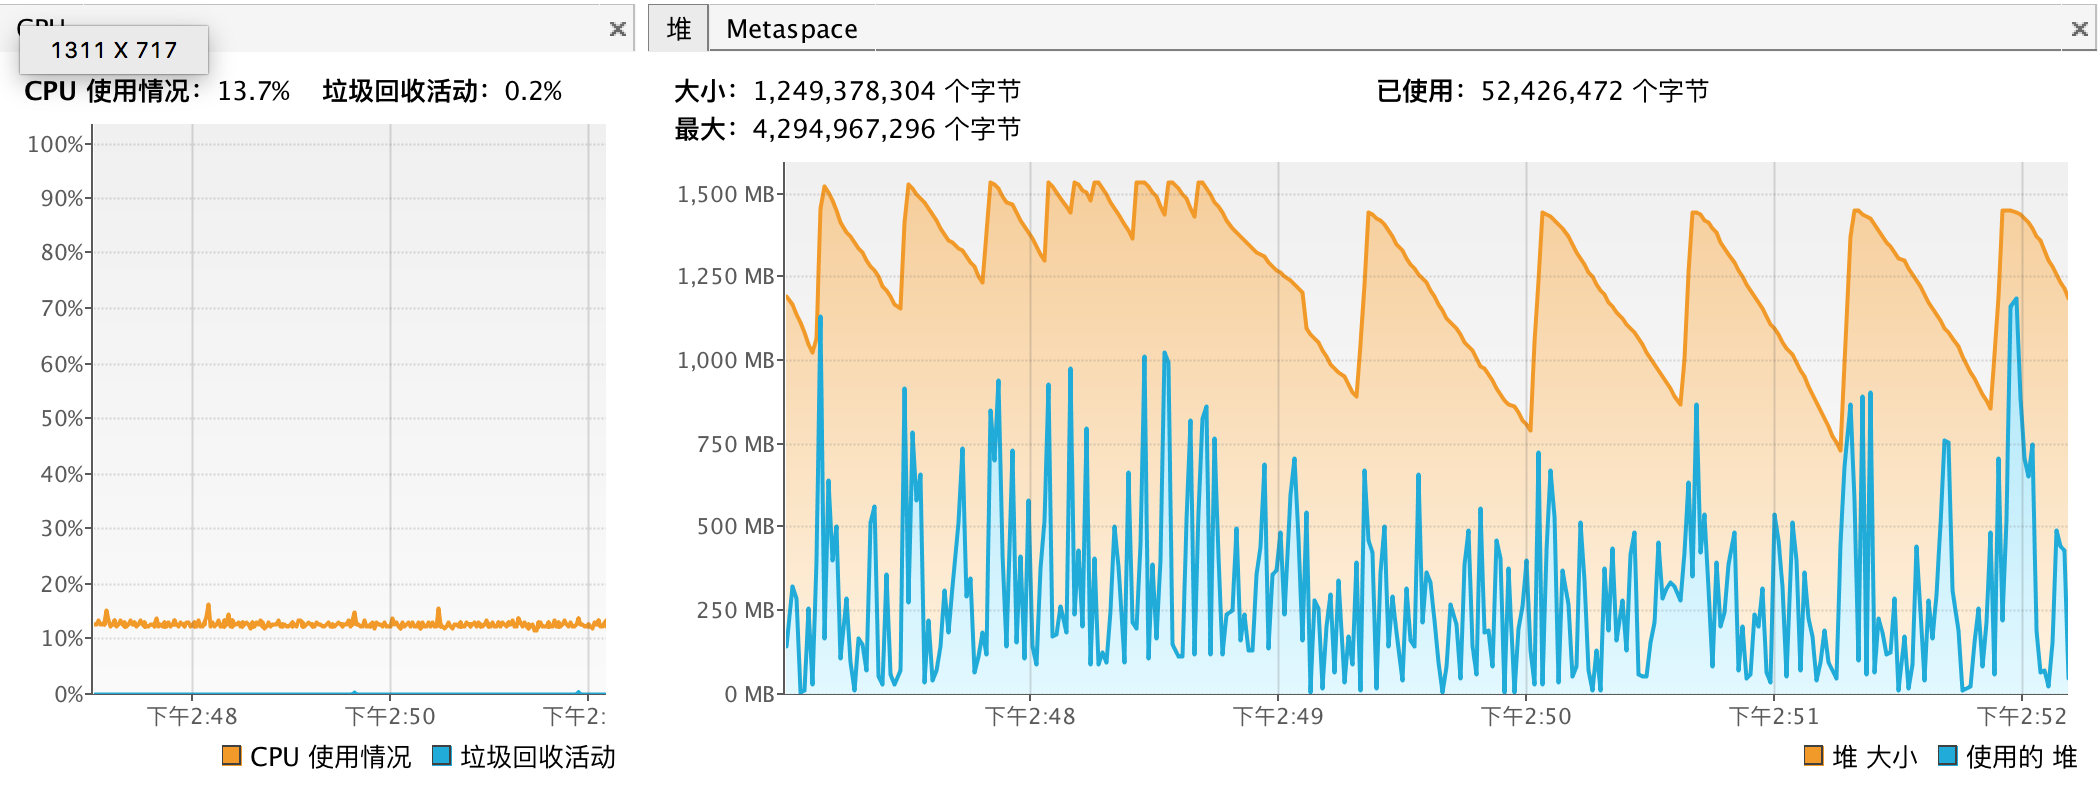 CPU
1311 X 717
CPU 使用情况： 13.7% 垃圾回收活动： 0.2%
100%
90%
80%
70%
60%
50%
40%
30%
20%
10%
0%
下午2:48 下午2:50 下午2:
CPU 使用情况 垃圾回收活动
堆 Metaspace
大小： 1,249,378,304 个字节 已使用： 52,426,472 个字节
最大： 4,294,967,296 个字节
1,500 MB
1,250 MB
1,000 MB
750 MB
500 MB
250 MB
0 MB
下午2:48 下午2:49 下午2:50 下午2:51 下午2:52
堆 大小 使用的 堆